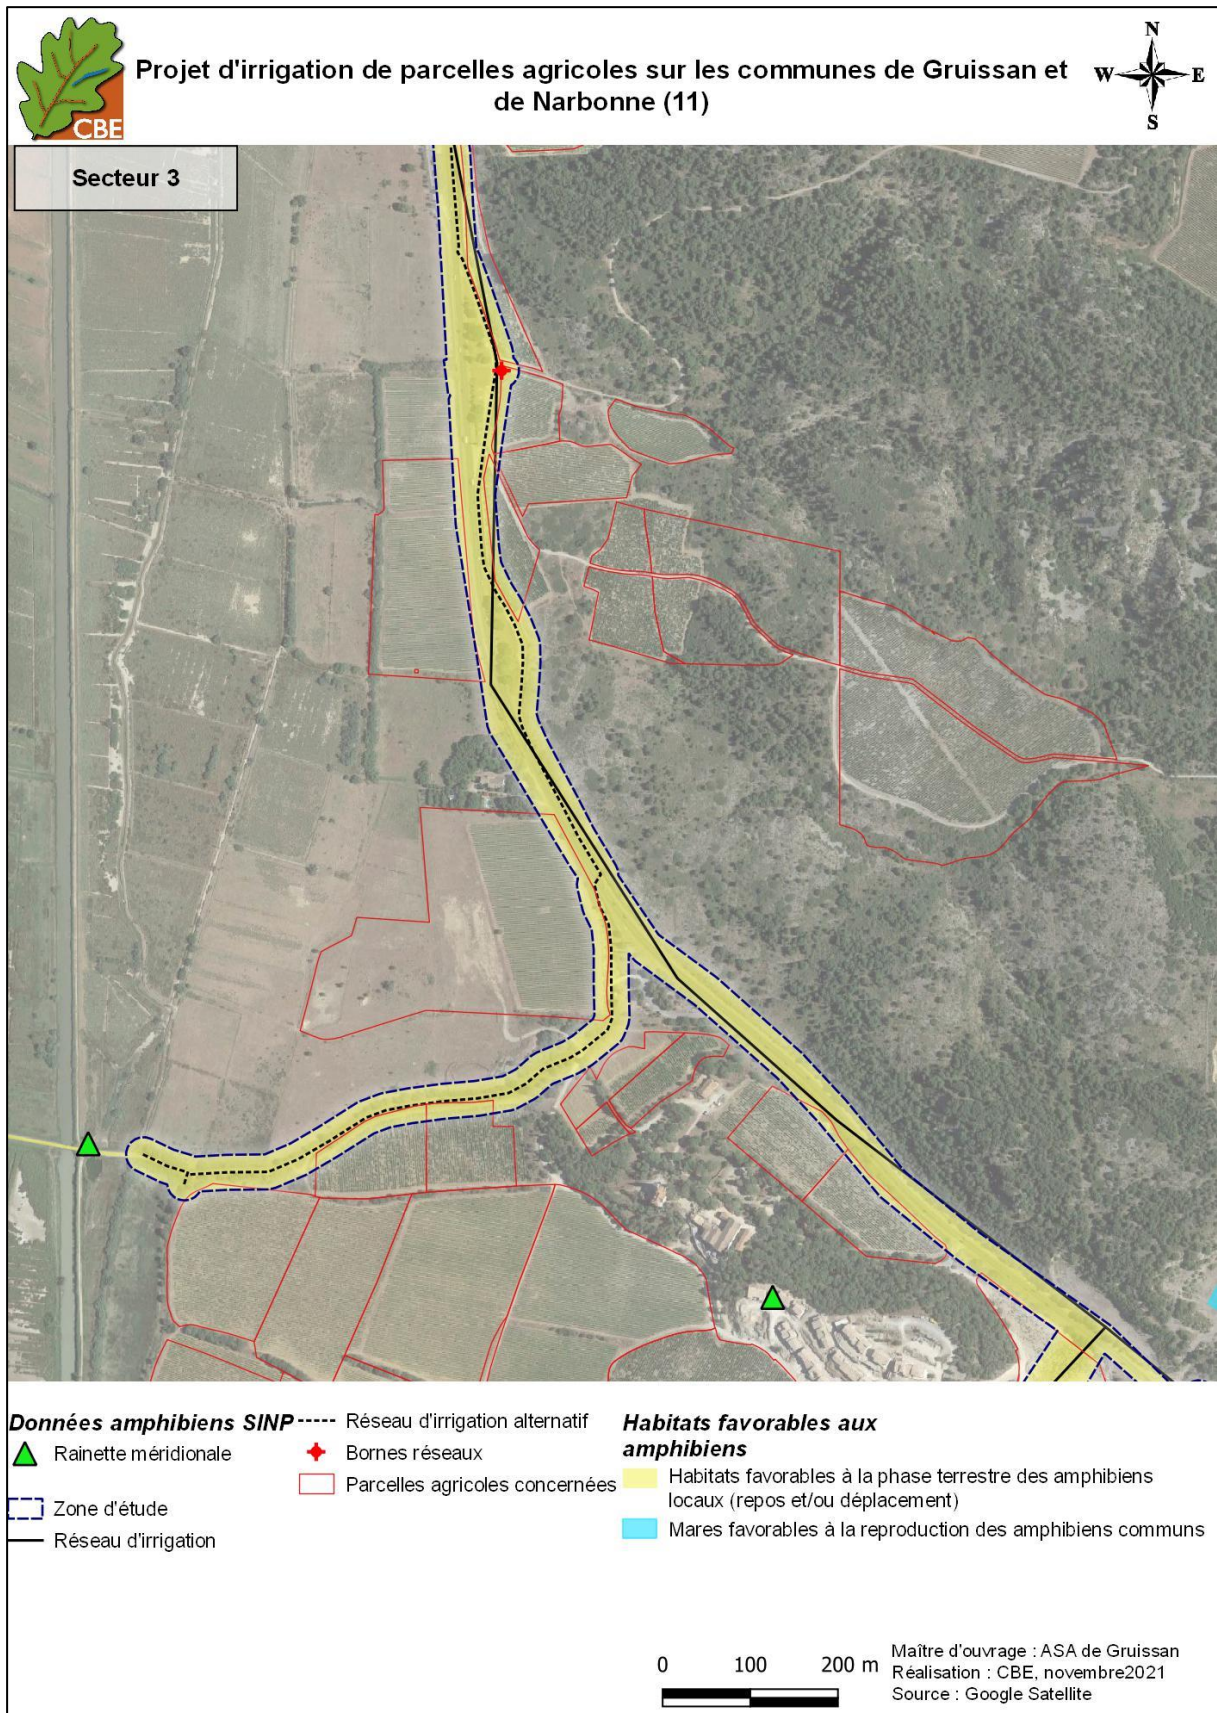 CBE
Projet d'irrigation de parcelles agricoles sur les communes de Gruissan et
de Narbonne (11)
N
W E
S
Secteur 3
Données amphibiens SINP
Rainette méridionale
Zone d'étude
Réseau d'irrigation
Réseau d'irrigation alternatif
Bornes réseaux
Parcelles agricoles concernées
Habitats favorables aux
amphibiens
Habitats favorables à la phase terrestre des amphibiens
locaux (repos et/ou déplacement)
Mares favorables à la reproduction des amphibiens communs
0 100 200 m
Maître d'ouvrage : ASA de Gruissan
Réalisation : CBE, novembre2021
Source : Google Satellite